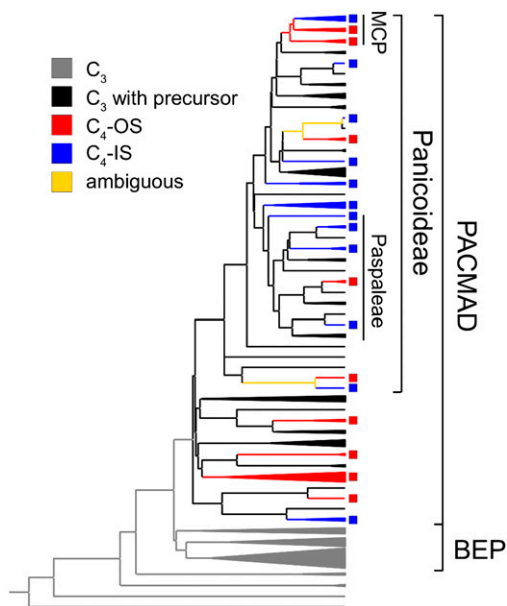 C₃
C₃ with precursor
C₄-OS
C₄-IS
ambiguous
MCP
Paspaleae
Panicoideae
PACMAD
BEP